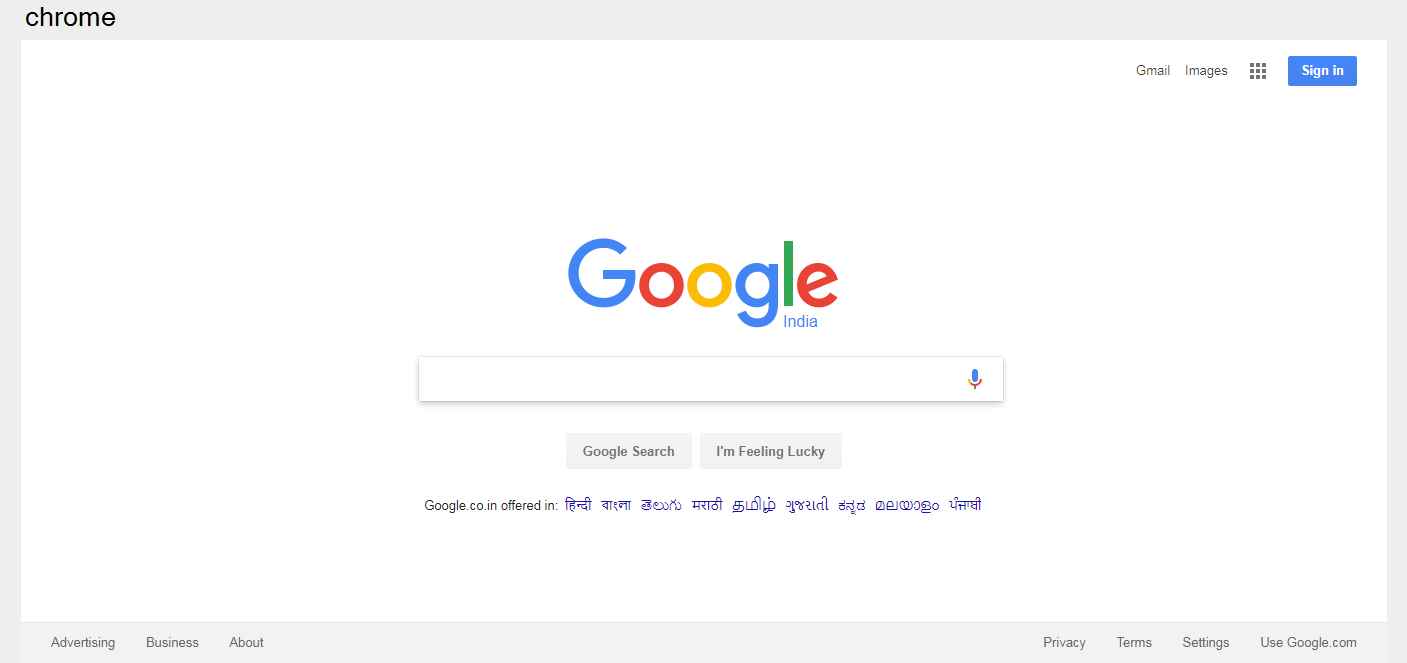 chrome
Gmail Images Sign in
Google
India
Google Search I'm Feeling Lucky
Google.co.in offered in: हिन्दी বাংলা తెలుగు मराठी தமிழ் ગુજરાતી ಕನ್ನಡ മലയാളം ਪੰਜਾਬੀ
Advertising Business About Privacy Terms Settings Use Google.com